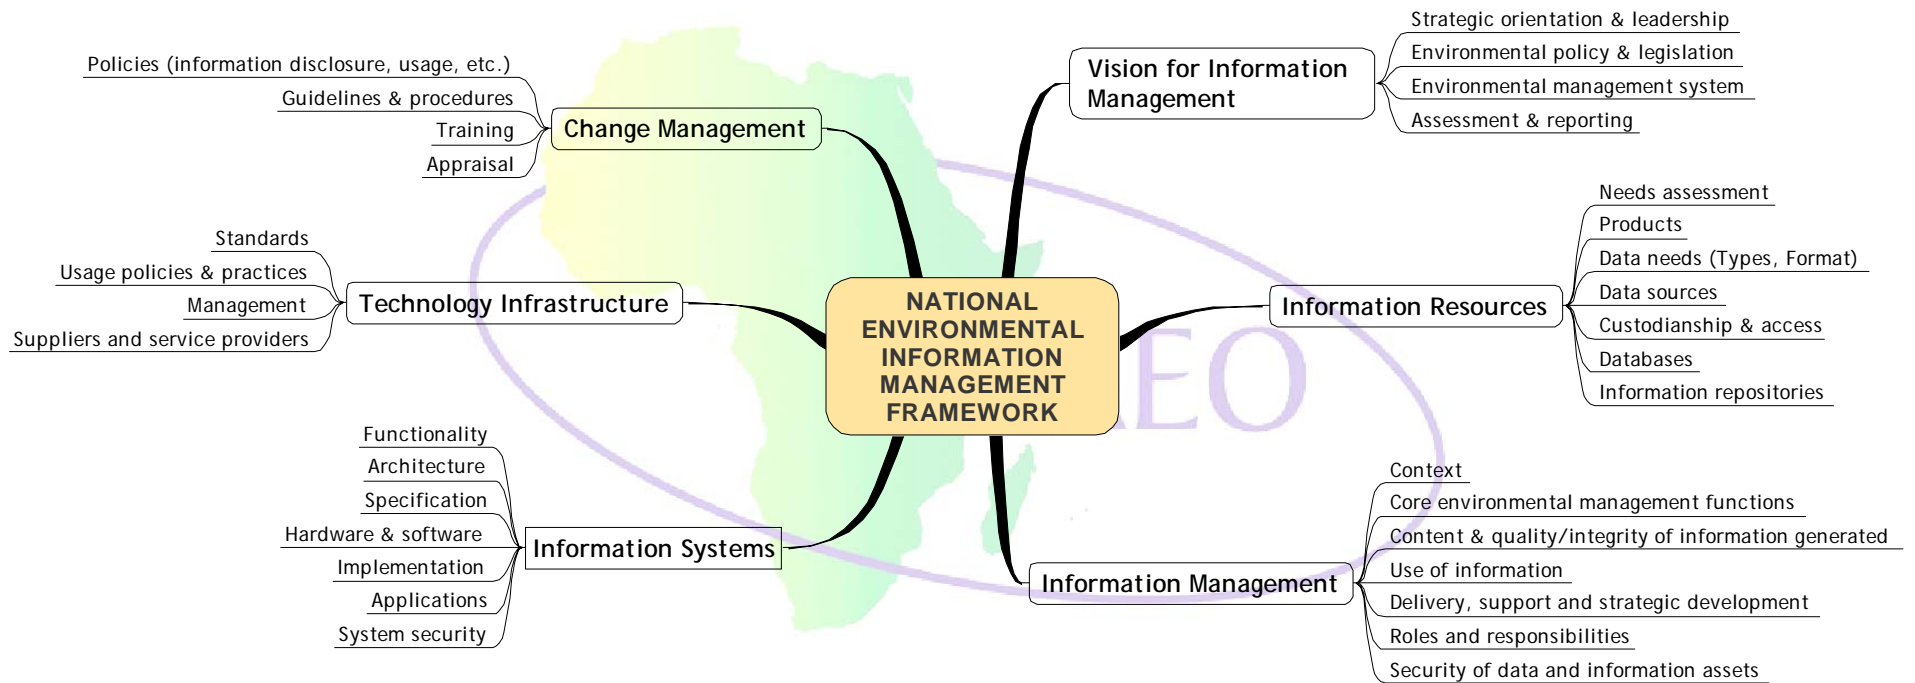 Strategic orientation & leadership
Environmental policy & legislation
Environmental management system
Assessment & reporting
Vision for Information
Management
Policies (information disclosure, usage, etc.)
Guidelines & procedures
Training
Appraisal
Change Management
Needs assessment
Products
Data needs (Types, Format)
Data sources
Custodianship & access
Databases
Information repositories
Information Resources
Standards
Usage policies & practices
Management
Suppliers and service providers
Technology Infrastructure
NATIONAL
ENVIRONMENTAL
INFORMATION
MANAGEMENT
FRAMEWORK
AEO
Functionality
Architecture
Specification
Hardware & software
Implementation
Applications
System security
Information Systems
Context
Core environmental management functions
Content & quality/integrity of information generated
Use of information
Delivery, support and strategic development
Roles and responsibilities
Security of data and information assets
Information Management